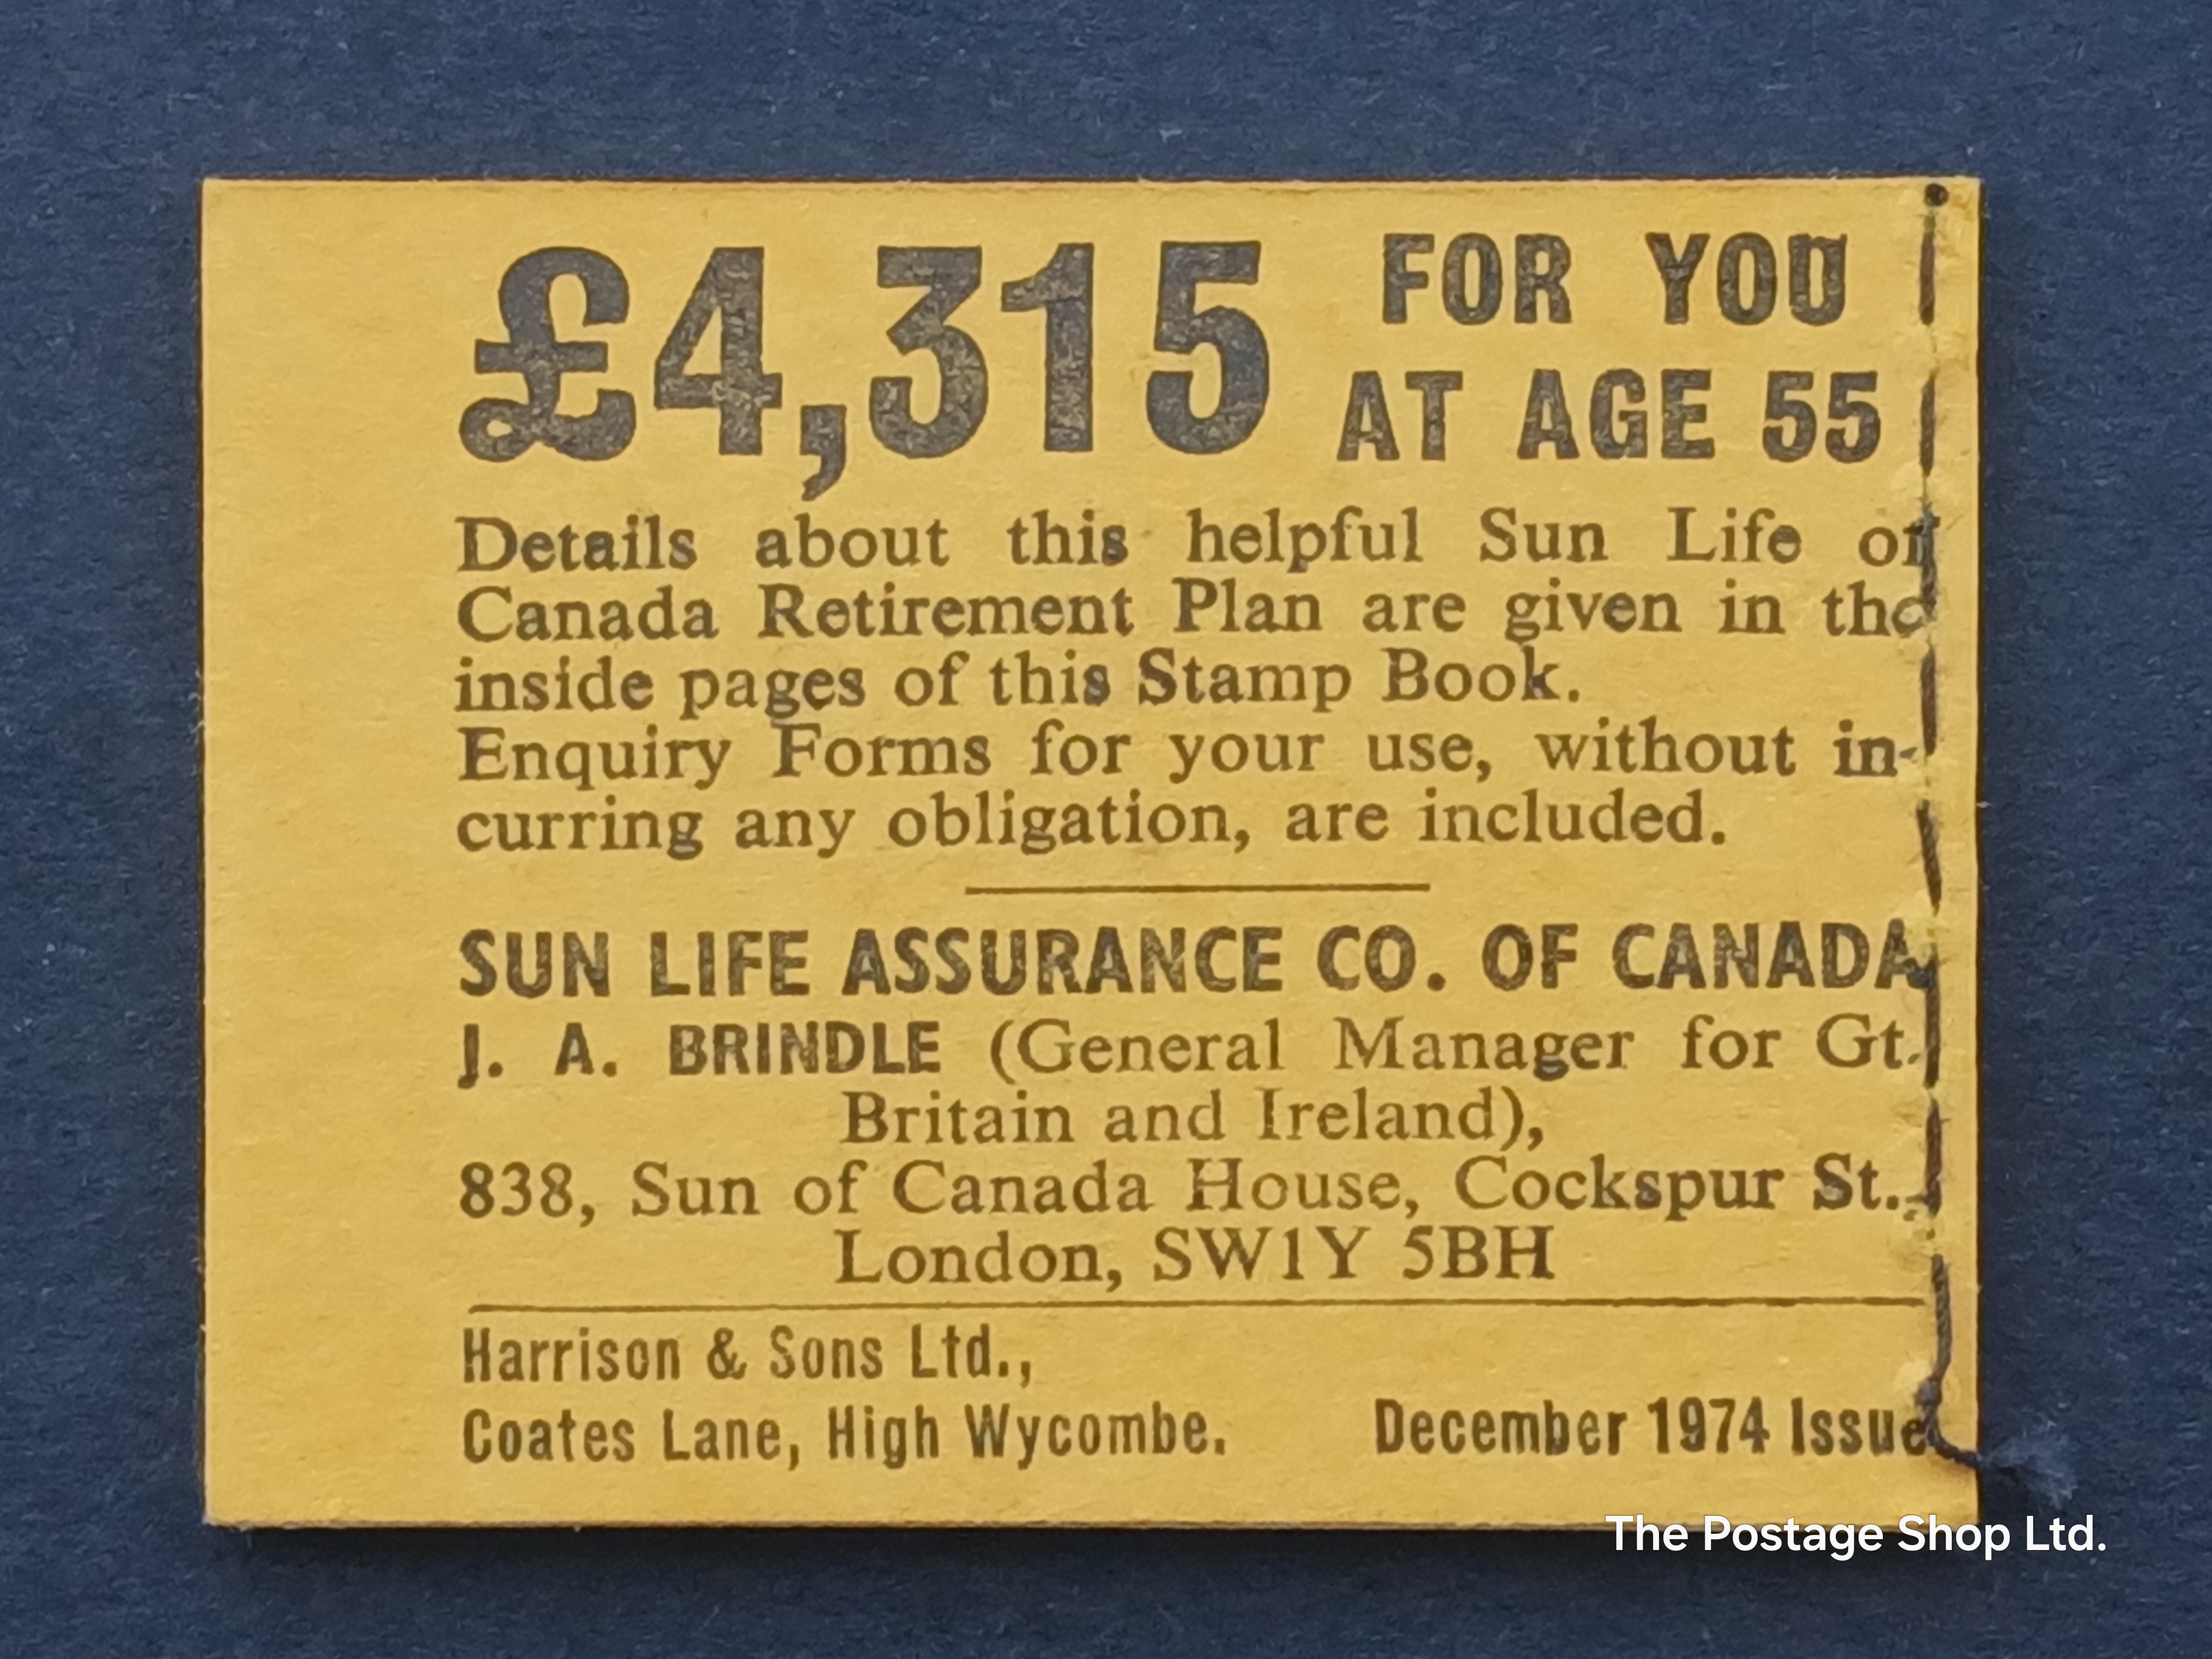 £4,315 FOR YOU
AT AGE 55
Details about this helpful Sun Life of
Canada Retirement Plan are given in the
inside pages of this Stamp Book.
Enquiry Forms for your use, without in-
curring any obligation, are included.
SUN LIFE ASSURANCE CO. OF CANADA
J. A. BRINDLE (General Manager for Gt.
Britain and Ireland),
838, Sun of Canada House, Cockspur St.,
London, SW1Y 5BH
Harrison & Sons Ltd.,
Coates Lane, High Wycombe. December 1974 Issue
The Postage Shop Ltd.